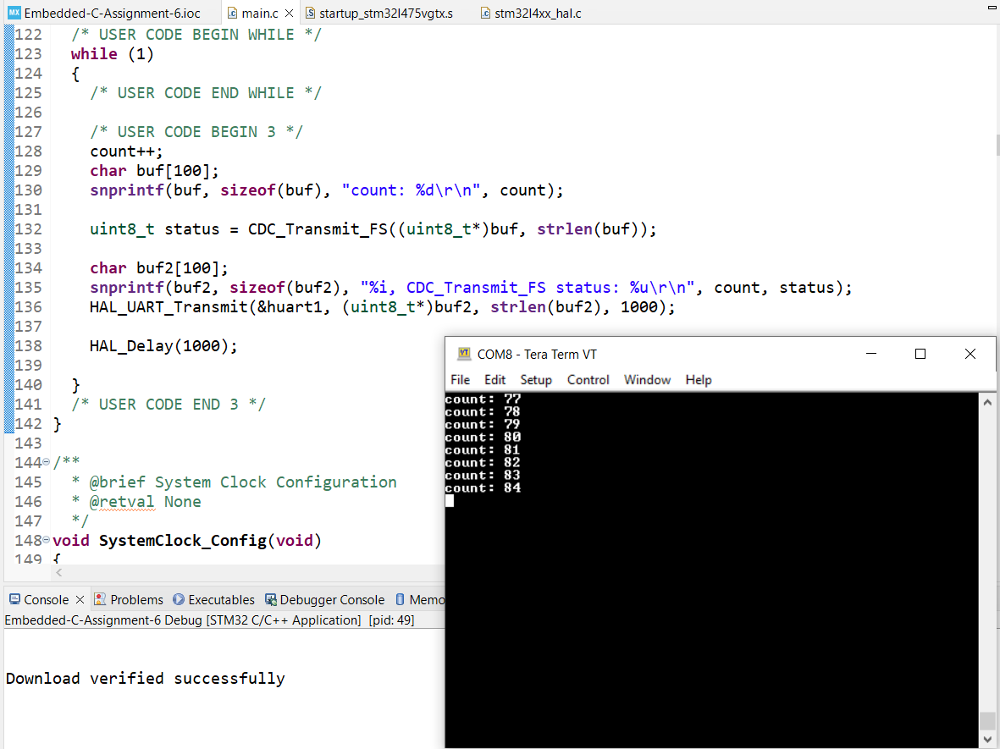 MX Embedded-C-Assignment-6.ioc main.c startup_stm32l475vgtx.s stm32l4xx_hal.c
122 /* USER CODE BEGIN WHILE */
123 while (1)
124 {
125 /* USER CODE END WHILE */
126
127 /* USER CODE BEGIN 3 */
128 count++;
129 char buf[100];
130 snprintf(buf, sizeof(buf), "count: %d\r\n", count);
131
132 uint8_t status = CDC_Transmit_FS((uint8_t*)buf, strlen(buf));
133
134 char buf2[100];
135 snprintf(buf2, sizeof(buf2), "%i, CDC_Transmit_FS status: %u\r\n", count, status);
136 HAL_UART_Transmit(&huart1, (uint8_t*)buf2, strlen(buf2), 1000);
137
138 HAL_Delay(1000);
139
140 }
141 /* USER CODE END 3 */
142 }
143
144 /**
145 * @brief System Clock Configuration
146 * @retval None
147 */
148 void SystemClock_Config(void)
149 {
Console Problems Executables Debugger Console Memo
Embedded-C-Assignment-6 Debug [STM32 C/C++ Application] [pid: 49]
Download verified successfully
VT COM8 - Tera Term VT
File Edit Setup Control Window Help
count: 77
count: 78
count: 79
count: 80
count: 81
count: 82
count: 83
count: 84